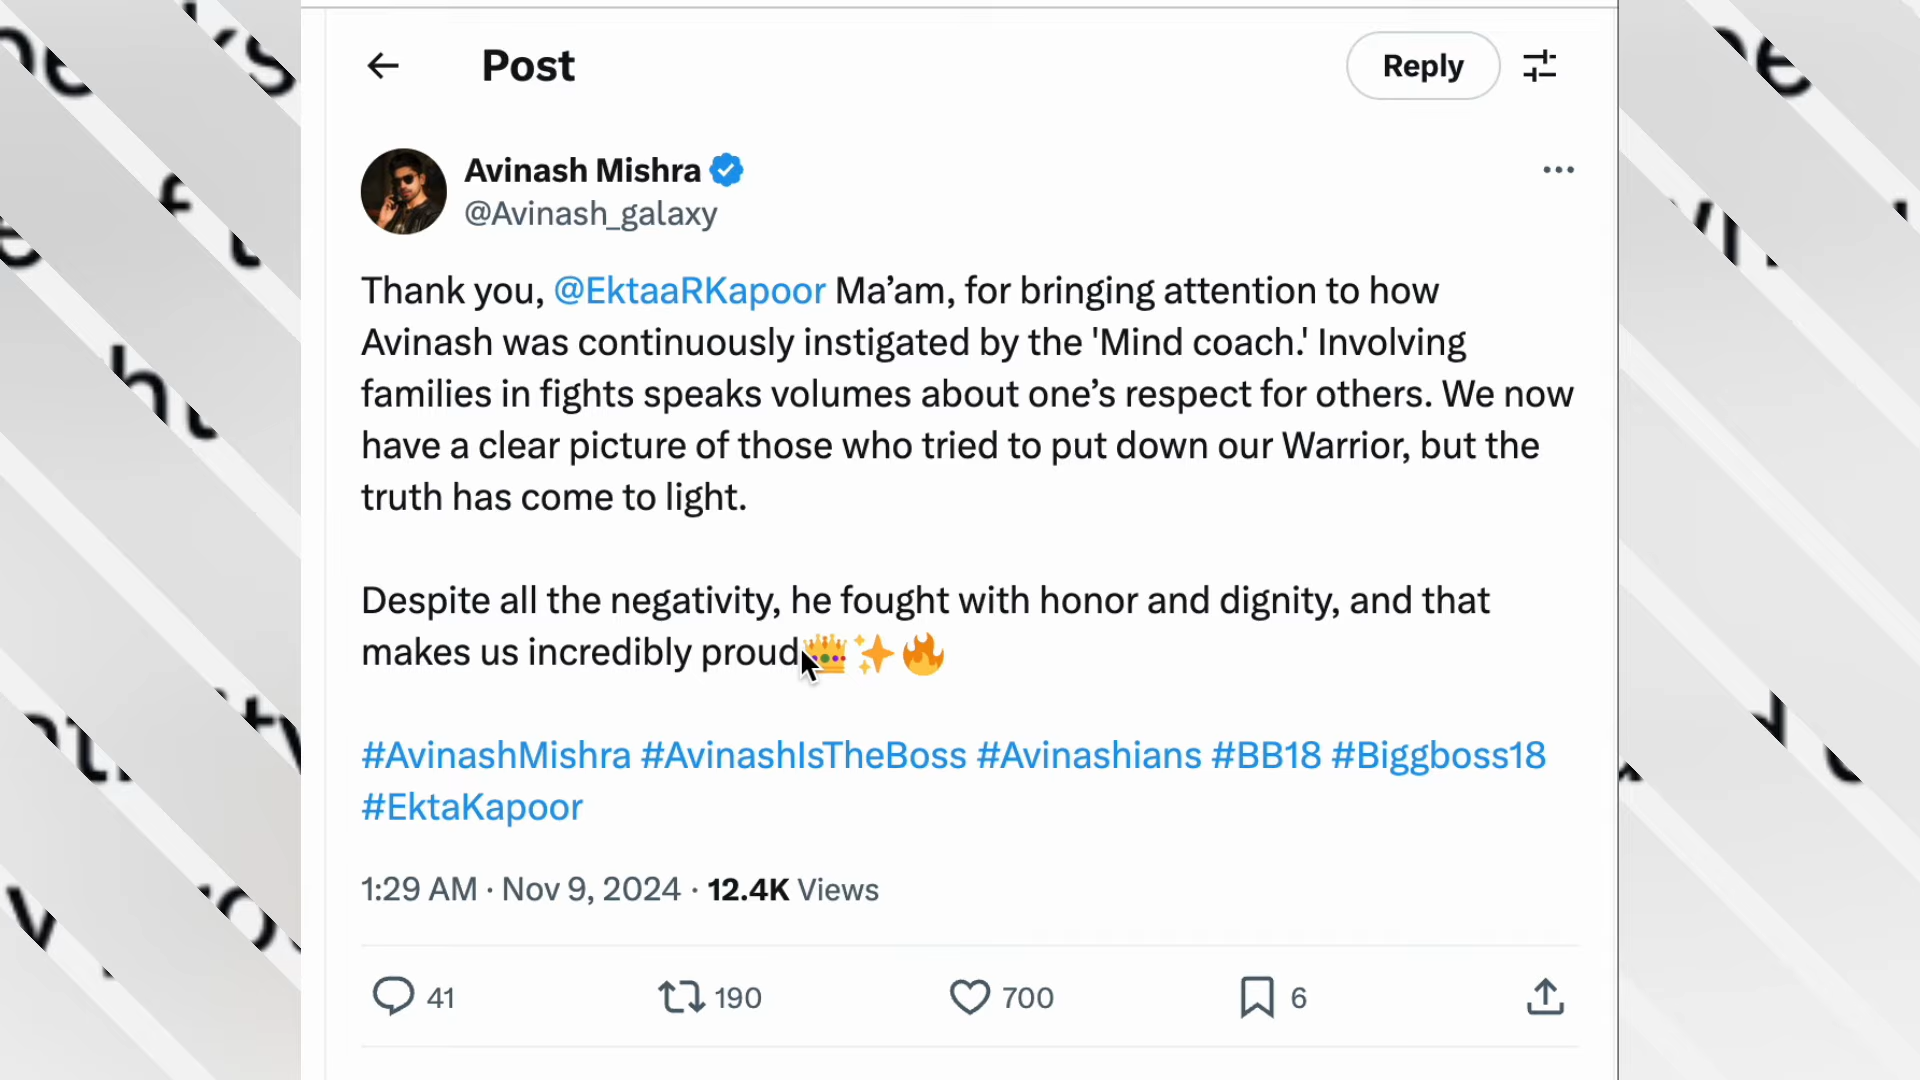 Post
Reply
Avinash Mishra
@Avinash_galaxy
Thank you, @EktaaRKapoor Ma’am, for bringing attention to how
Avinash was continuously instigated by the 'Mind coach.' Involving
families in fights speaks volumes about one’s respect for others. We now
have a clear picture of those who tried to put down our Warrior, but the
truth has come to light.
Despite all the negativity, he fought with honor and dignity, and that
makes us incredibly proud👑✨🔥
#AvinashMishra #AvinashIsTheBoss #Avinashians #BB18 #Biggboss18
#EktaKapoor
1:29 AM · Nov 9, 2024 · 12.4K Views
41 190 700 6